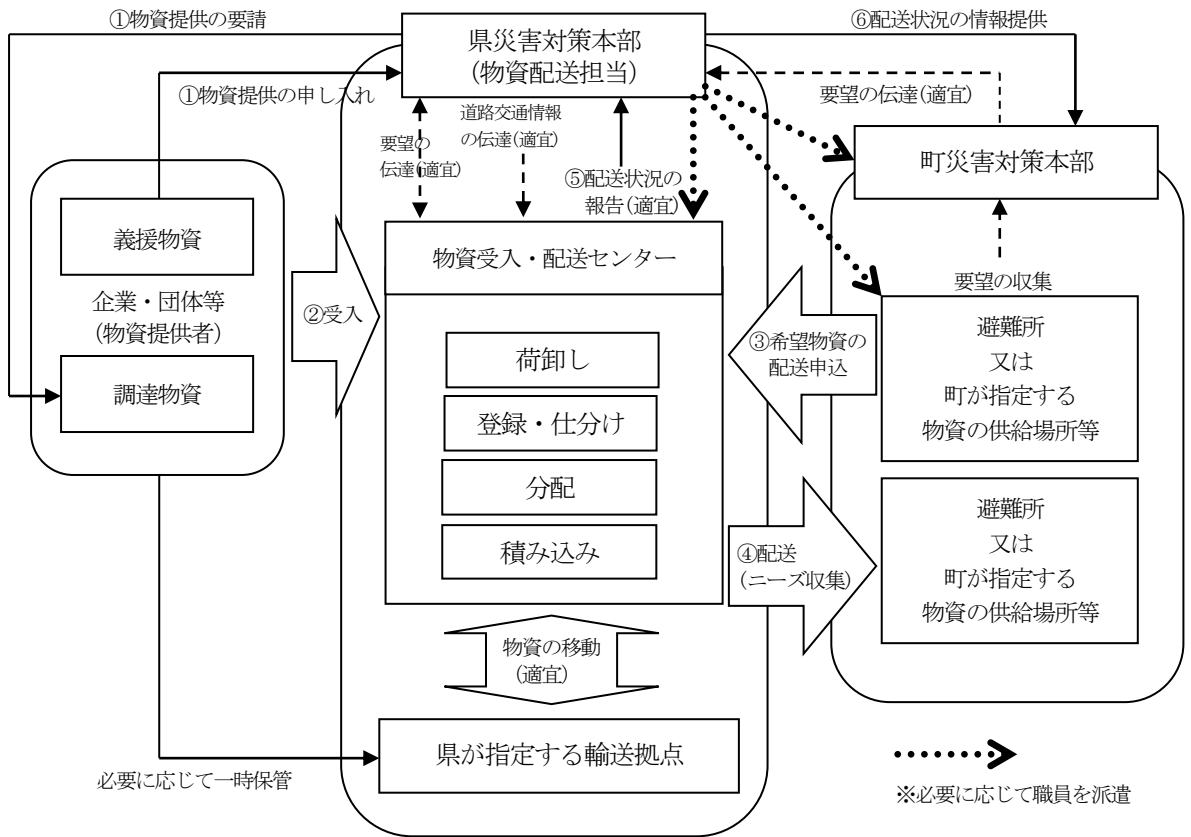 ①物資提供の要請
県災害対策本部
(物資配送担当)
⑥配送状況の情報提供
①物資提供の申し入れ
要望の伝達(適宜)
道路交通情報
の伝達(適宜)
要望の
伝達(適宜)
町災害対策本部
⑤配送状況の
報告(適宜)
義援物資
企業・団体等
(物資提供者)
調達物資
②受入
物資受入・配送センター
荷卸し
登録・仕分け
分配
積み込み
要望の収集
③希望物資の
配送申込
避難所
又は
町が指定する
物資の供給場所等
④配送
(ニーズ収集)
避難所
又は
町が指定する
物資の供給場所等
物資の移動
(適宜)
県が指定する輸送拠点
必要に応じて一時保管
※必要に応じて職員を派遣